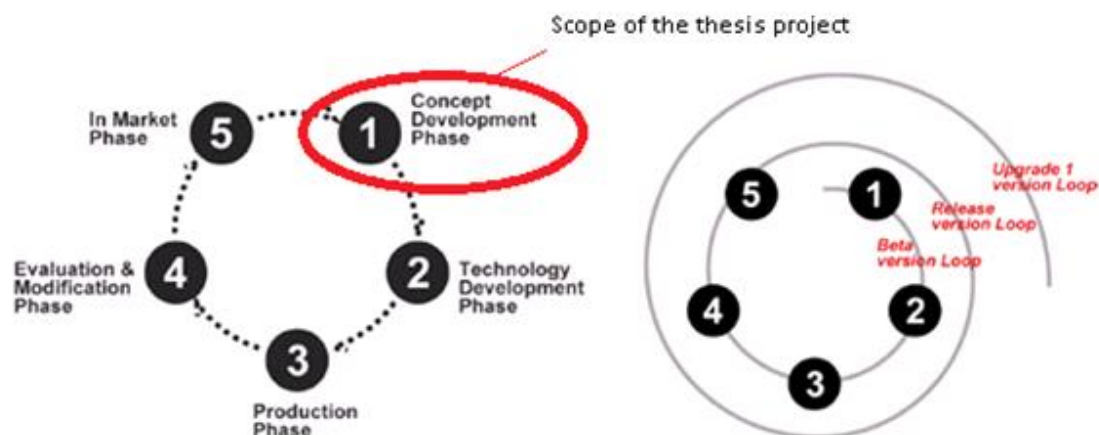 Scope of the thesis project
5
In Market
Phase
1
Concept
Development
Phase
2
Technology
Development
Phase
3
Production
Phase
4
Evaluation &
Modification
Phase
5
1
Upgrade 1
version Loop
Release
version Loop
Beta
version Loop
4
2
3